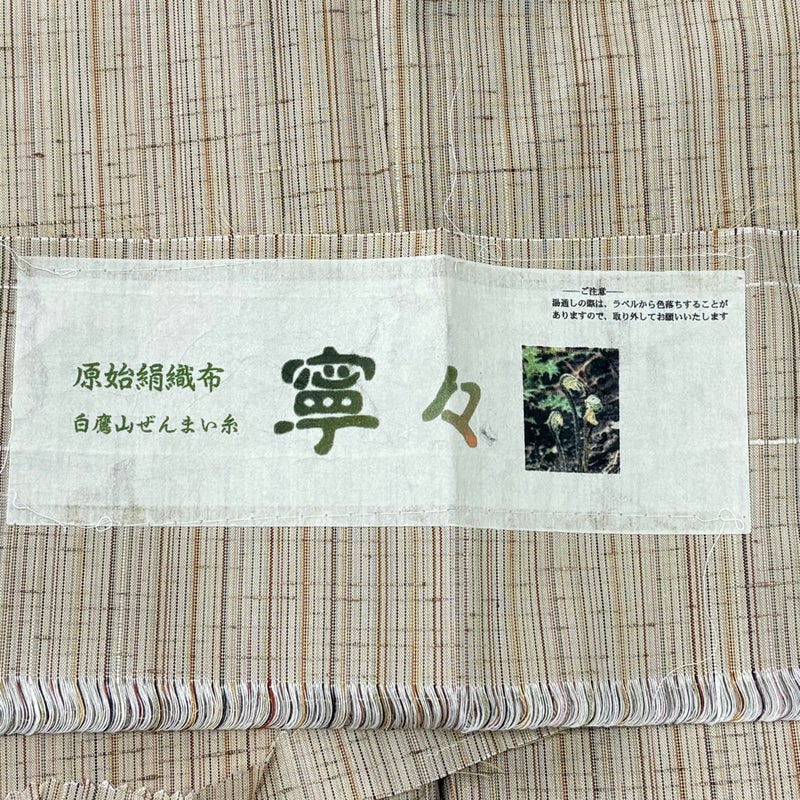 ご注意
湯通しの際は、ラベルから色落ちすることが
ありますので、取り外してお願いいたします
原始絹織布
白鷹山ぜんまい糸
寧々